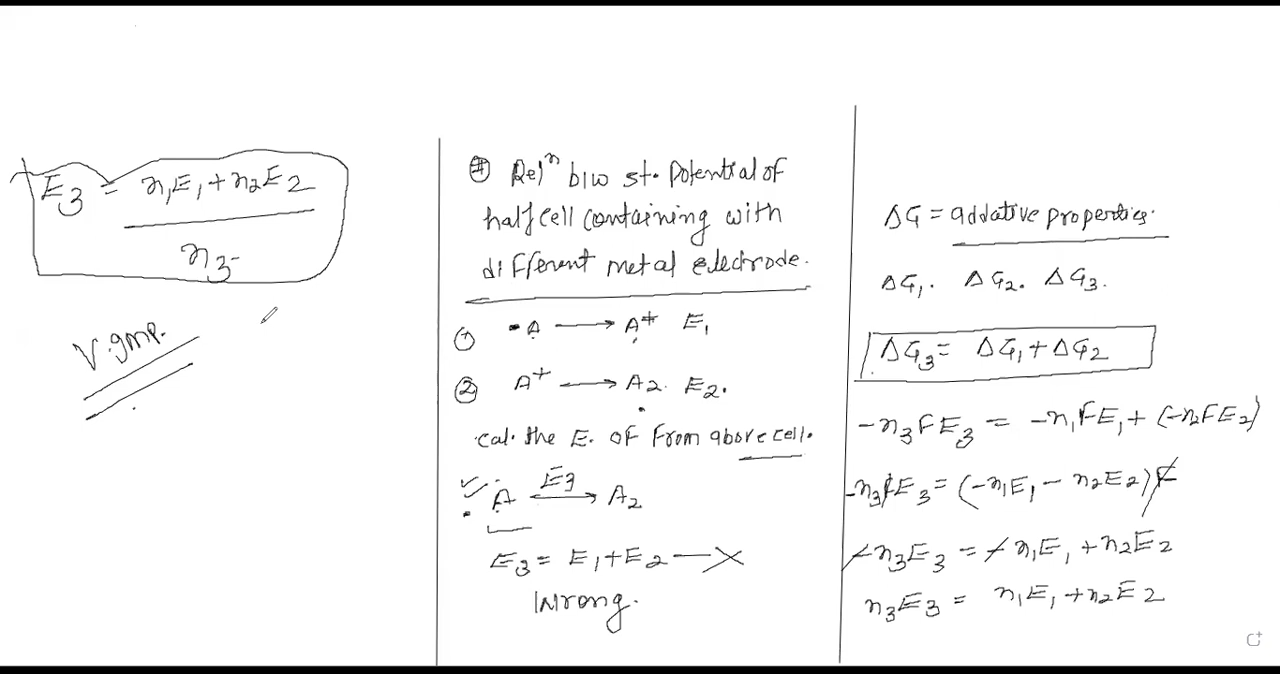 E3 = n1E1 + n2E2
n3
V. Imp.
# Relⁿ b/w st. Potential of
half cell containing with
different metal electrode.
① A → A+ E1
② A+ → A2. E2.
cal. the E. of From above cell.
A E3 A2
E3 = E1 + E2 — X
Wrong.
ΔG = addative properties.
ΔG1. ΔG2. ΔG3.
ΔG3 = ΔG1 + ΔG2
-n3FE3 = -n1FE1 + (-n2FE2)
-n3FE3 = (-n1E1 - n2E2) F
-n3E3 = - n1E1 + n2E2
n3E3 = n1E1 + n2E2